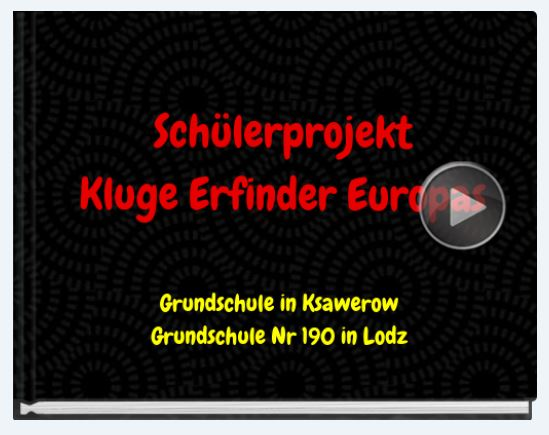 Schülerprojekt
Kluge Erfinder Europas
Grundschule in Ksawerow
Grundschule Nr 190 in Lodz